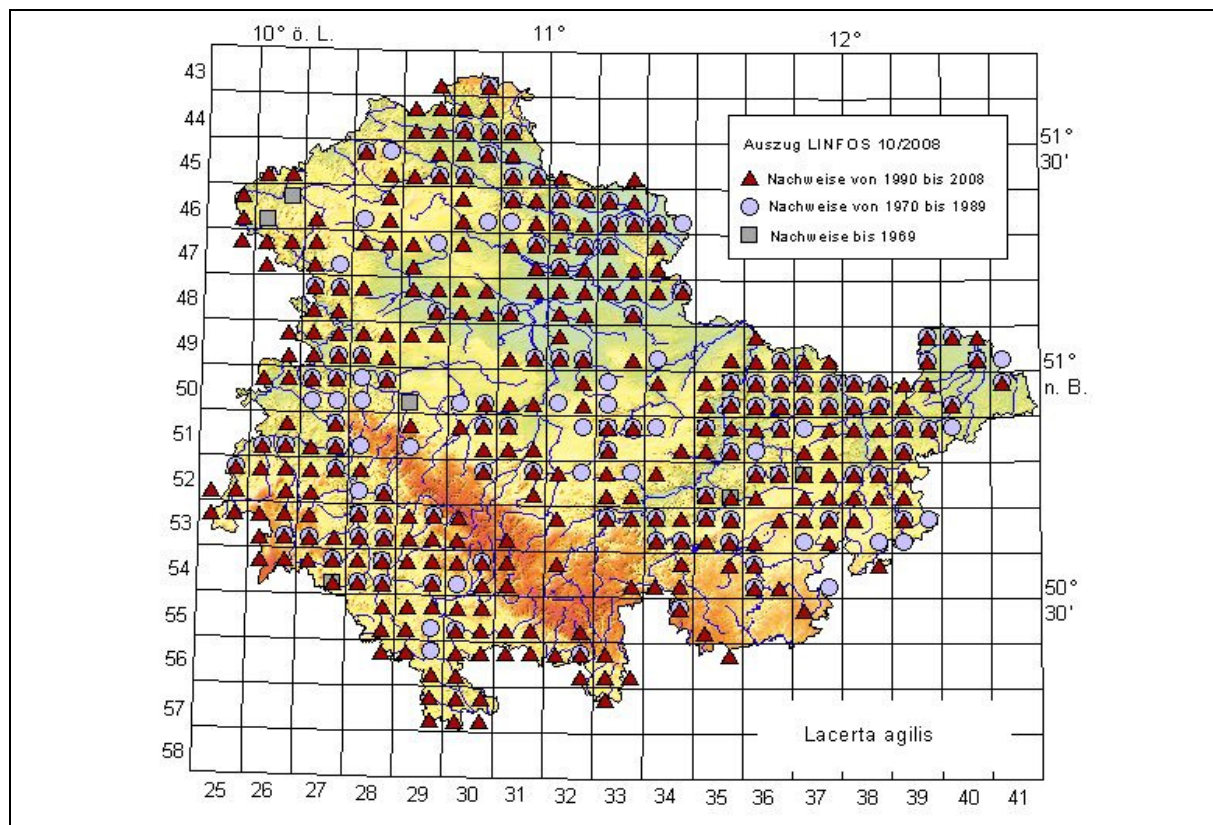 10° ö. L. 11° 12°
43
44
45
46
47
48
49
50
51
52
53
54
55
56
57
58
51°
30'
51°
n. B.
50°
30'
Auszug LINFOS 10/2008
Nachweise von 1990 bis 2008
Nachweise von 1970 bis 1989
Nachweise bis 1969
Lacerta agilis
25 26 27 28 29 30 31 32 33 34 35 36 37 38 39 40 41